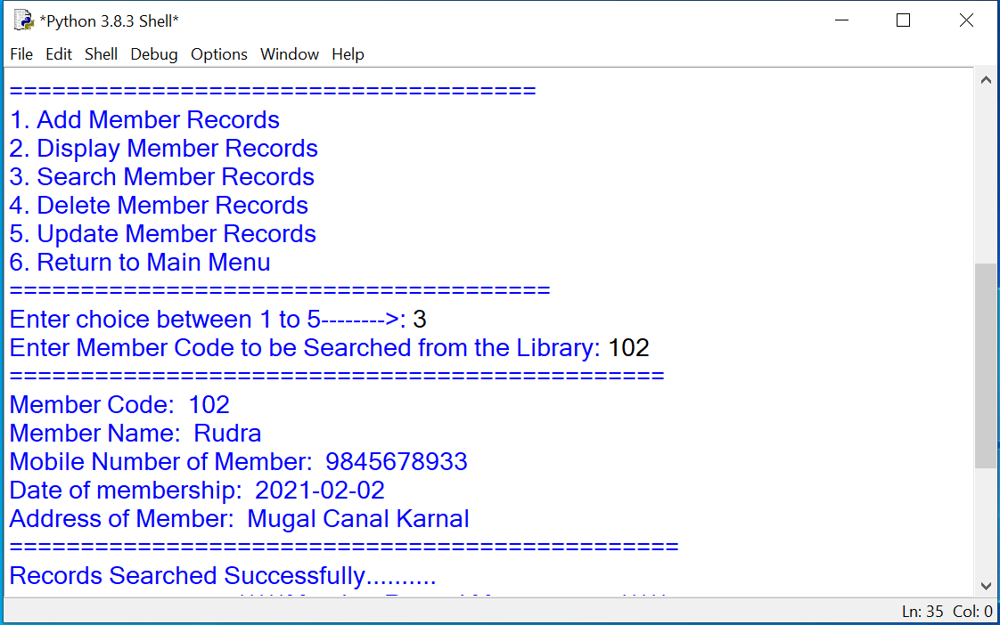 *Python 3.8.3 Shell*
File Edit Shell Debug Options Window Help
=====================================
1. Add Member Records
2. Display Member Records
3. Search Member Records
4. Delete Member Records
5. Update Member Records
6. Return to Main Menu
======================================
Enter choice between 1 to 5-------->: 3
Enter Member Code to be Searched from the Library: 102
==============================================
Member Code:  102
Member Name:  Rudra
Mobile Number of Member:  9845678933
Date of membership:  2021-02-02
Address of Member:  Mugal Canal Karnal
===============================================
Records Searched Successfully..........
Ln: 35 Col: 0